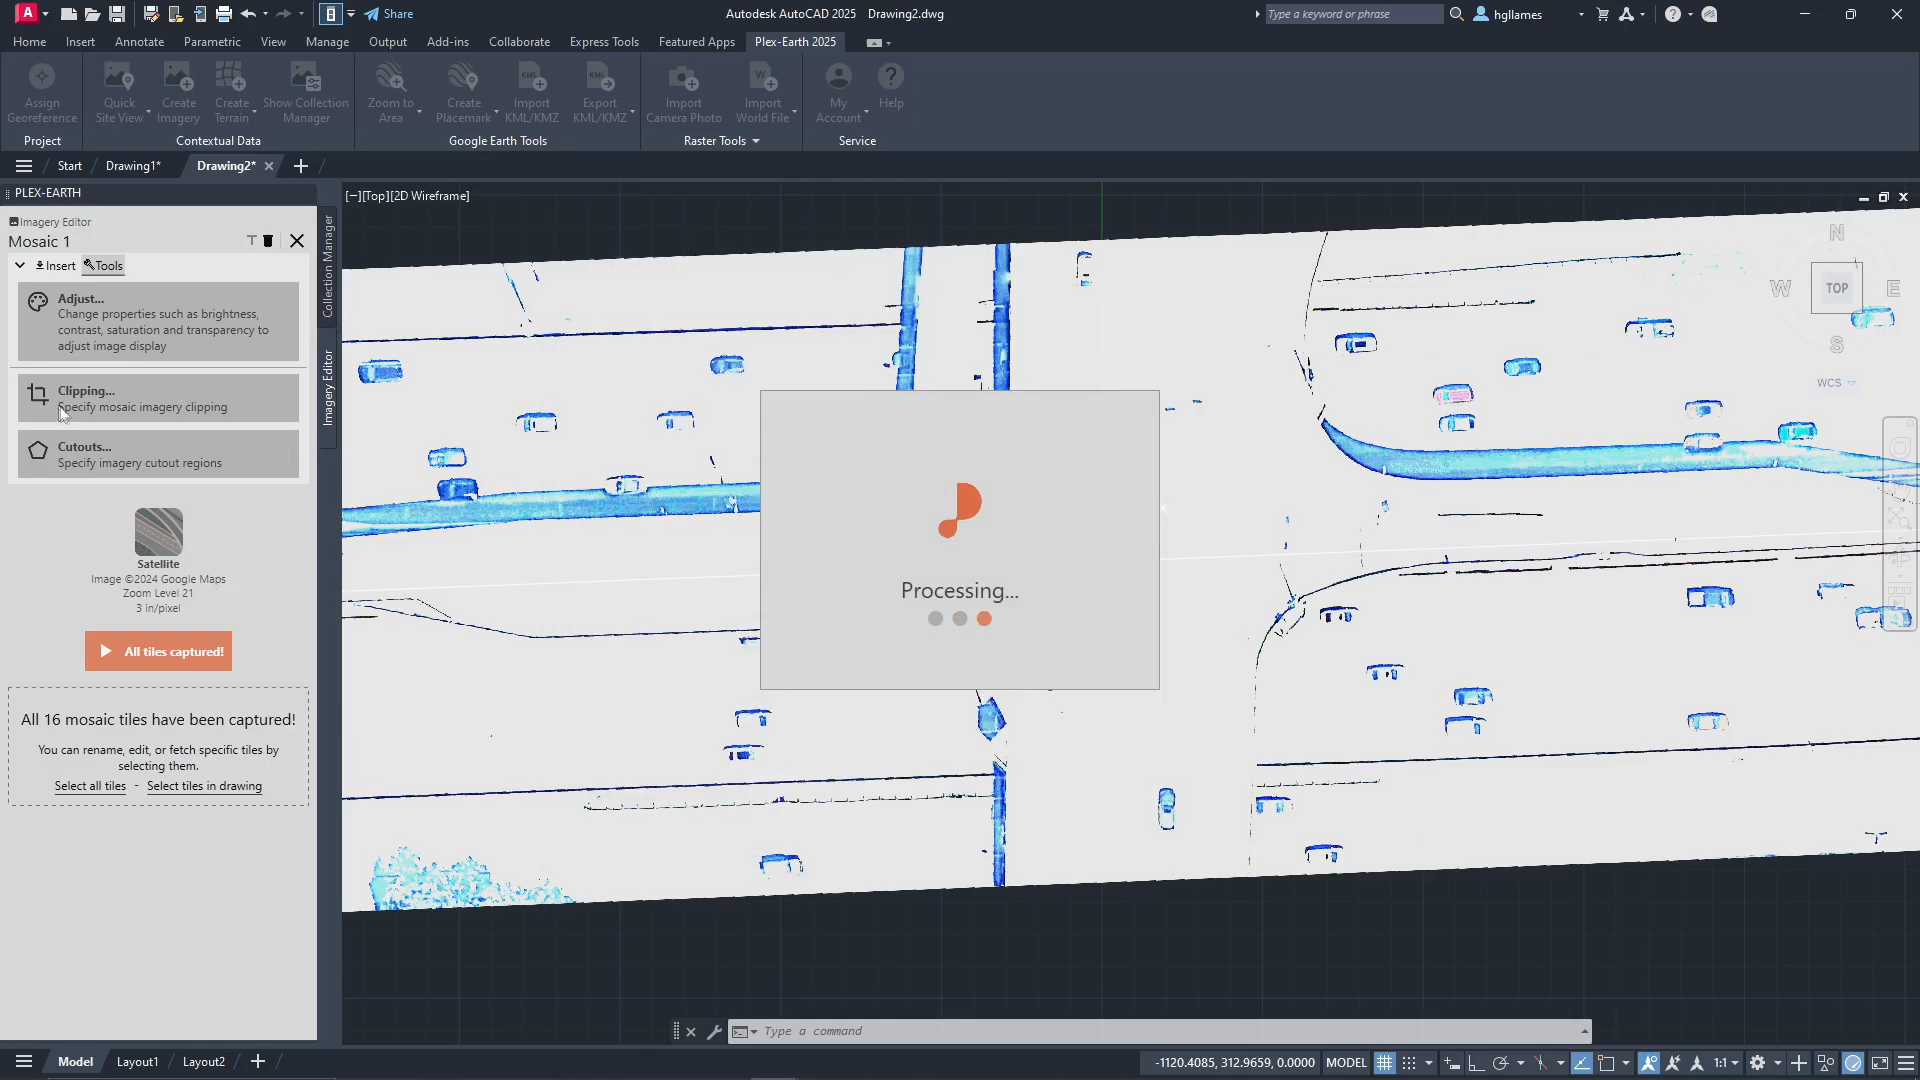 Share
Autodesk AutoCAD 2025 Drawing2.dwg
Type a keyword or phrase
hgllames
Home Insert Annotate Parametric View Manage Output Add-ins Collaborate Express Tools Featured Apps Plex-Earth 2025
Assign Georeference
Quick Site View
Create Imagery
Create Terrain
Show Collection Manager
Zoom to Area
Create Placemark
Import KML/KMZ
Export KML/KMZ
Import Camera Photo
Import World File
My Account
Help
Project
Contextual Data
Google Earth Tools
Raster Tools
Service
Start Drawing1* Drawing2*
PLEX-EARTH
[−][Top][2D Wireframe]
Imagery Editor
Mosaic 1
Insert Tools
Adjust...
Change properties such as brightness,
contrast, saturation and transparency to
adjust image display
Clipping...
Specify mosaic imagery clipping
Cutouts...
Specify imagery cutout regions
Satellite
Image ©2024 Google Maps
Zoom Level 21
3 in/pixel
All tiles captured!
All 16 mosaic tiles have been captured!
You can rename, edit, or fetch specific tiles by
selecting them.
Select all tiles - Select tiles in drawing
Collection Manager
Imagery Editor
Processing...
N
W TOP E
S
WCS
Type a command
Model Layout1 Layout2
-1120.4085, 312.9659, 0.0000 MODEL 1:1